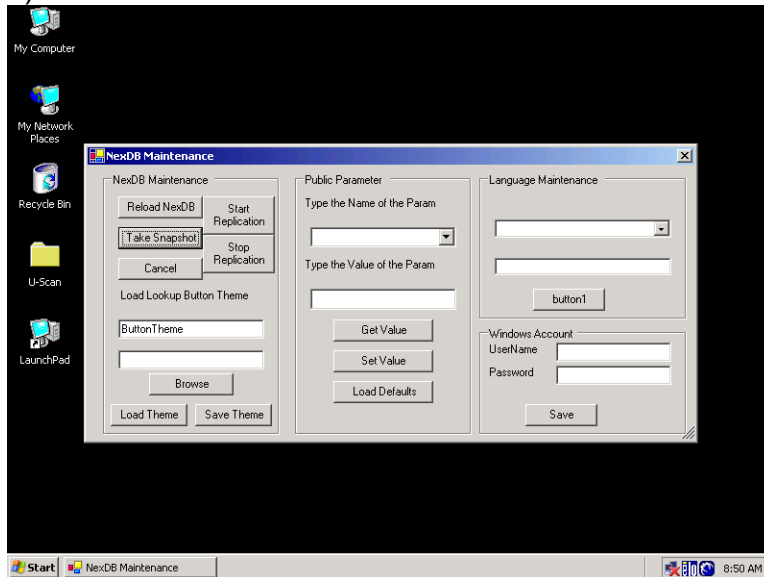 My Computer
My Network
Places
Recycle Bin
U-Scan
LaunchPad
NexDB Maintenance
NexDB Maintenance
Reload NexDB
Start
Replication
Take Snapshot
Stop
Replication
Cancel
Load Lookup Button Theme
ButtonTheme
Browse
Load Theme
Save Theme
Public Parameter
Type the Name of the Param
Type the Value of the Param
Get Value
Set Value
Load Defaults
Language Maintenance
button1
Windows Account
UserName
Password
Save
Start
NexDB Maintenance
8:50 AM